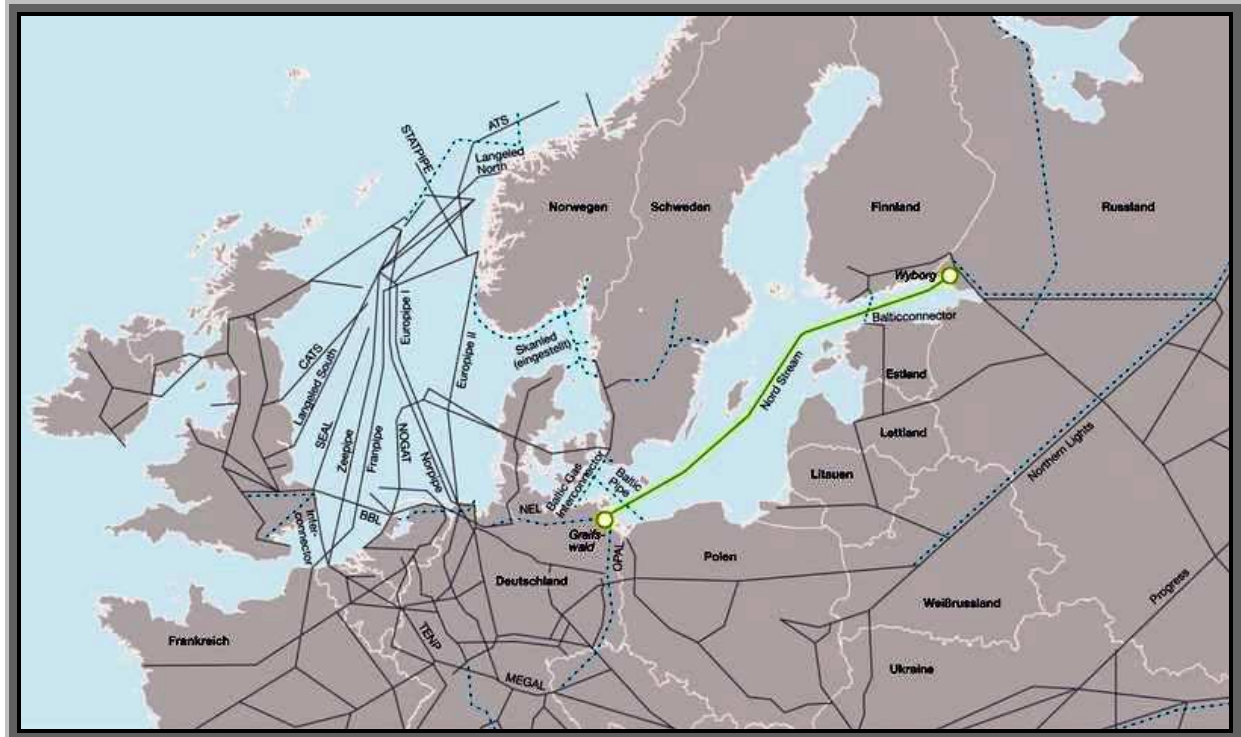 ATS
STATPIPE
Langeled
North
Norwegen
Schweden
Finnland
Russland
Wyborg
Balticconnector
Europipe I
Europipe II
Skanled
(eingestellt)
CATS
Langeled South
SEAL
Zeepipe
Franpipe
NOGAT
Norpipe
Nord Stream
Estland
Lettland
Litauen
Northern Lights
Baltic Gas
Interconnector
Baltic
Pipe
NEL
BBL
Inter-
connector
Greifs-
wald
OPAL
Polen
Deutschland
Weißrussland
Progress
Frankreich
TENP
MEGAL
Ukraine